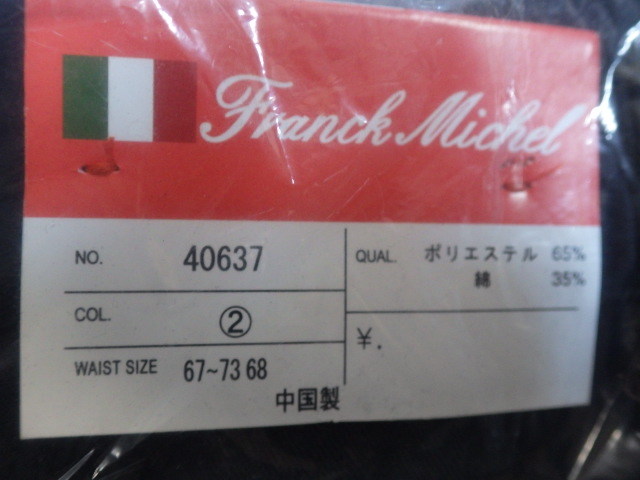 Franck Michel
NO. 40637
COL. ②
WAIST SIZE 67~73 68
QUAL. ポリエステル 65%
綿 35%
¥.
中国製